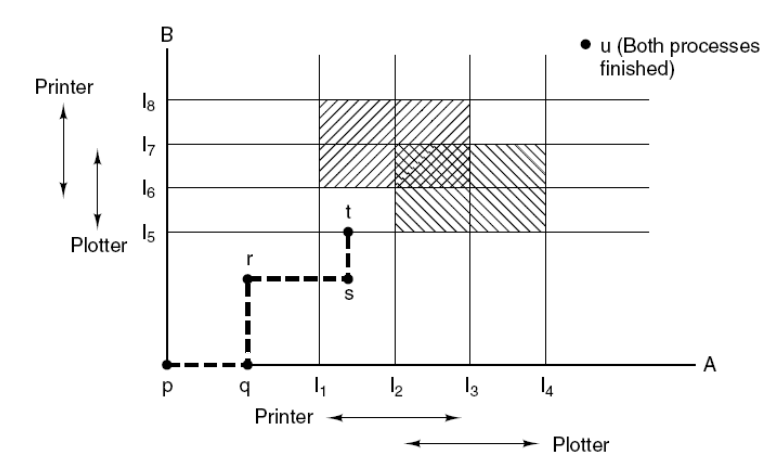 B
u (Both processes
finished)
Printer
I₈
I₇
I₆
Plotter
I₅
t
r
s
A
p
q
I₁
I₂
I₃
I₄
Printer
Plotter